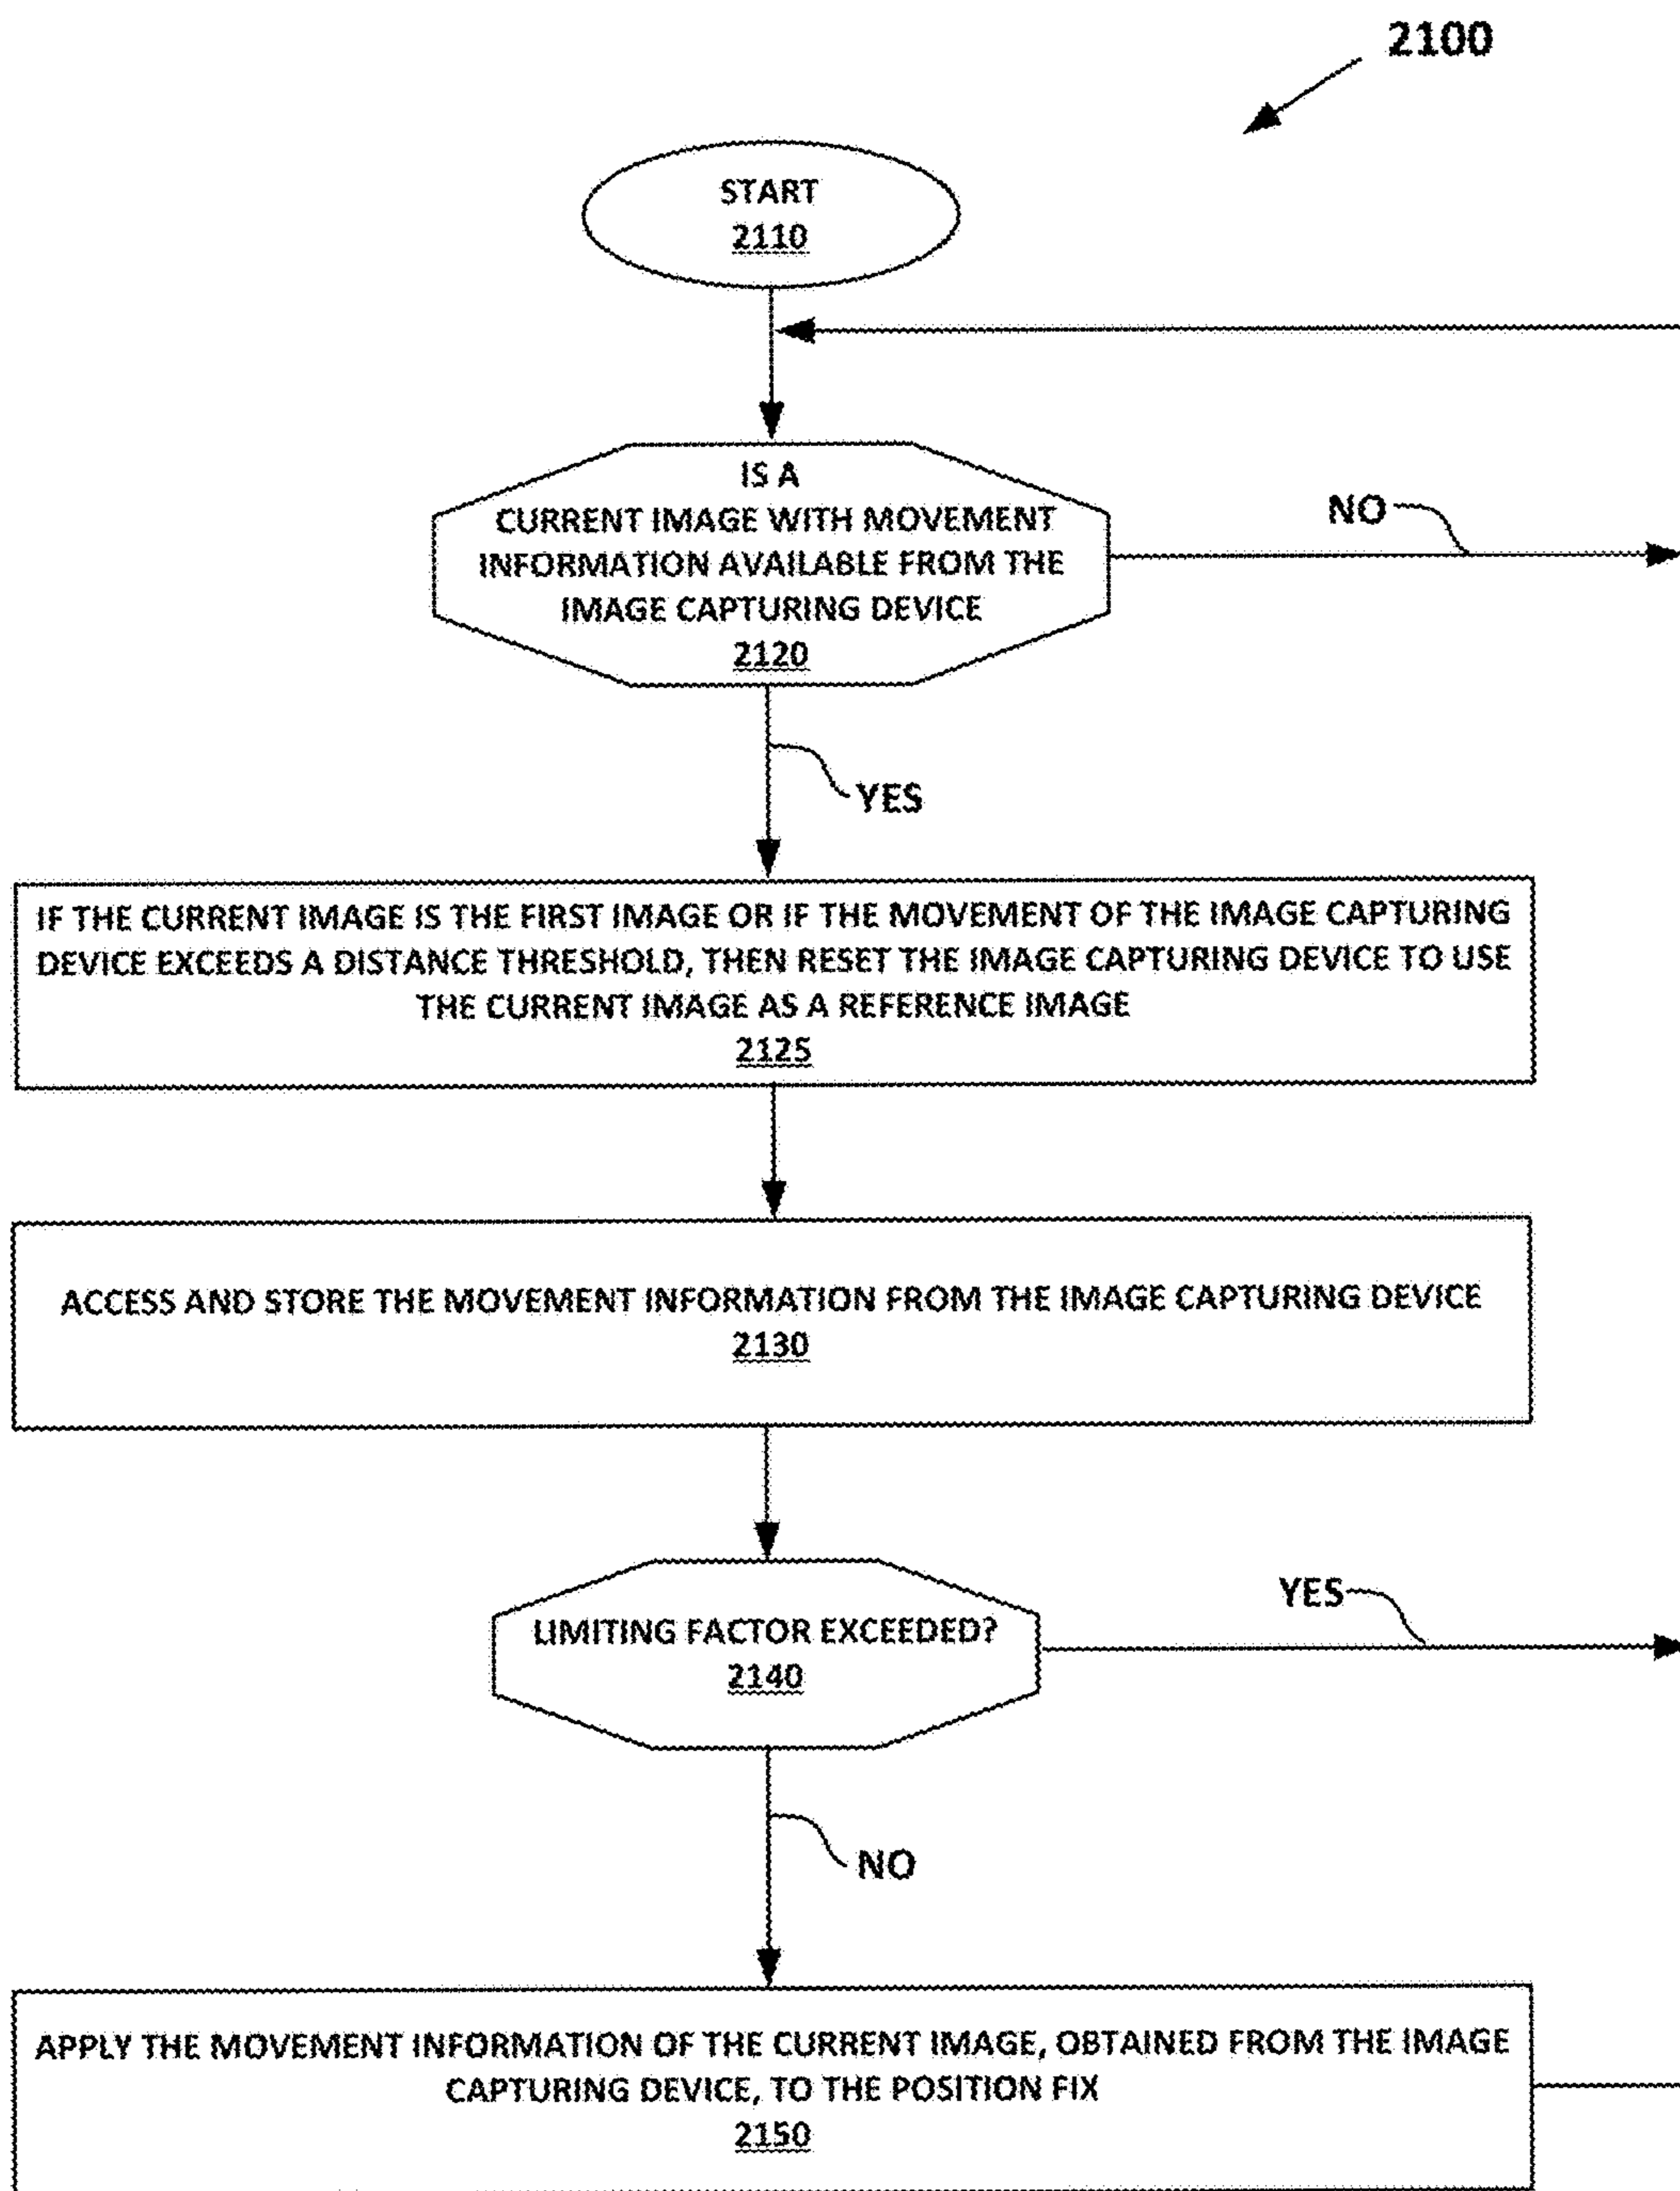 2100
START
2110
IS A
CURRENT IMAGE WITH MOVEMENT
INFORMATION AVAILABLE FROM THE
IMAGE CAPTURING DEVICE
2120
NO
YES
IF THE CURRENT IMAGE IS THE FIRST IMAGE OR IF THE MOVEMENT OF THE IMAGE CAPTURING
DEVICE EXCEEDS A DISTANCE THRESHOLD, THEN RESET THE IMAGE CAPTURING DEVICE TO USE
THE CURRENT IMAGE AS A REFERENCE IMAGE
2125
ACCESS AND STORE THE MOVEMENT INFORMATION FROM THE IMAGE CAPTURING DEVICE
2130
LIMITING FACTOR EXCEEDED?
2140
YES
NO
APPLY THE MOVEMENT INFORMATION OF THE CURRENT IMAGE, OBTAINED FROM THE IMAGE
CAPTURING DEVICE, TO THE POSITION FIX
2150